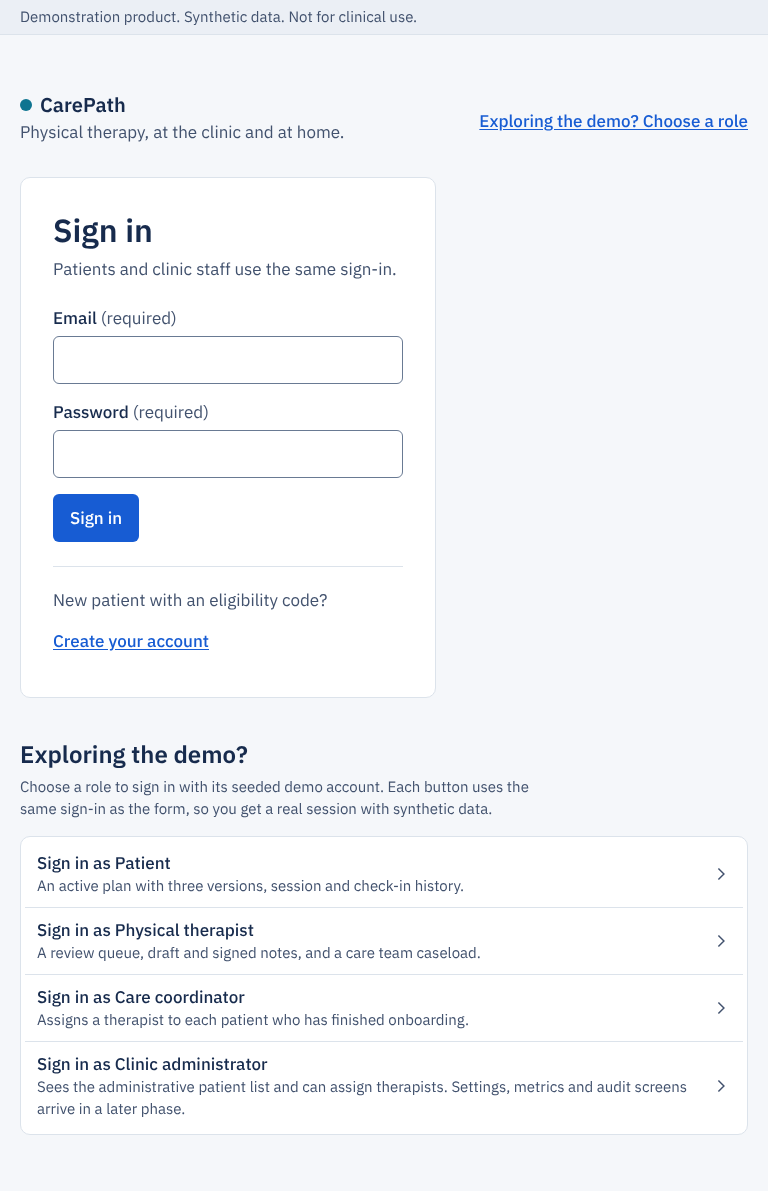 Demonstration product. Synthetic data. Not for clinical use.
CarePath
Physical therapy, at the clinic and at home.
Exploring the demo? Choose a role
Sign in
Patients and clinic staff use the same sign-in.
Email (required)
Password (required)
Sign in
New patient with an eligibility code?
Create your account
Exploring the demo?
Choose a role to sign in with its seeded demo account. Each button uses the
same sign-in as the form, so you get a real session with synthetic data.
Sign in as Patient
An active plan with three versions, session and check-in history.
Sign in as Physical therapist
A review queue, draft and signed notes, and a care team caseload.
Sign in as Care coordinator
Assigns a therapist to each patient who has finished onboarding.
Sign in as Clinic administrator
Sees the administrative patient list and can assign therapists. Settings, metrics and audit screens
arrive in a later phase.